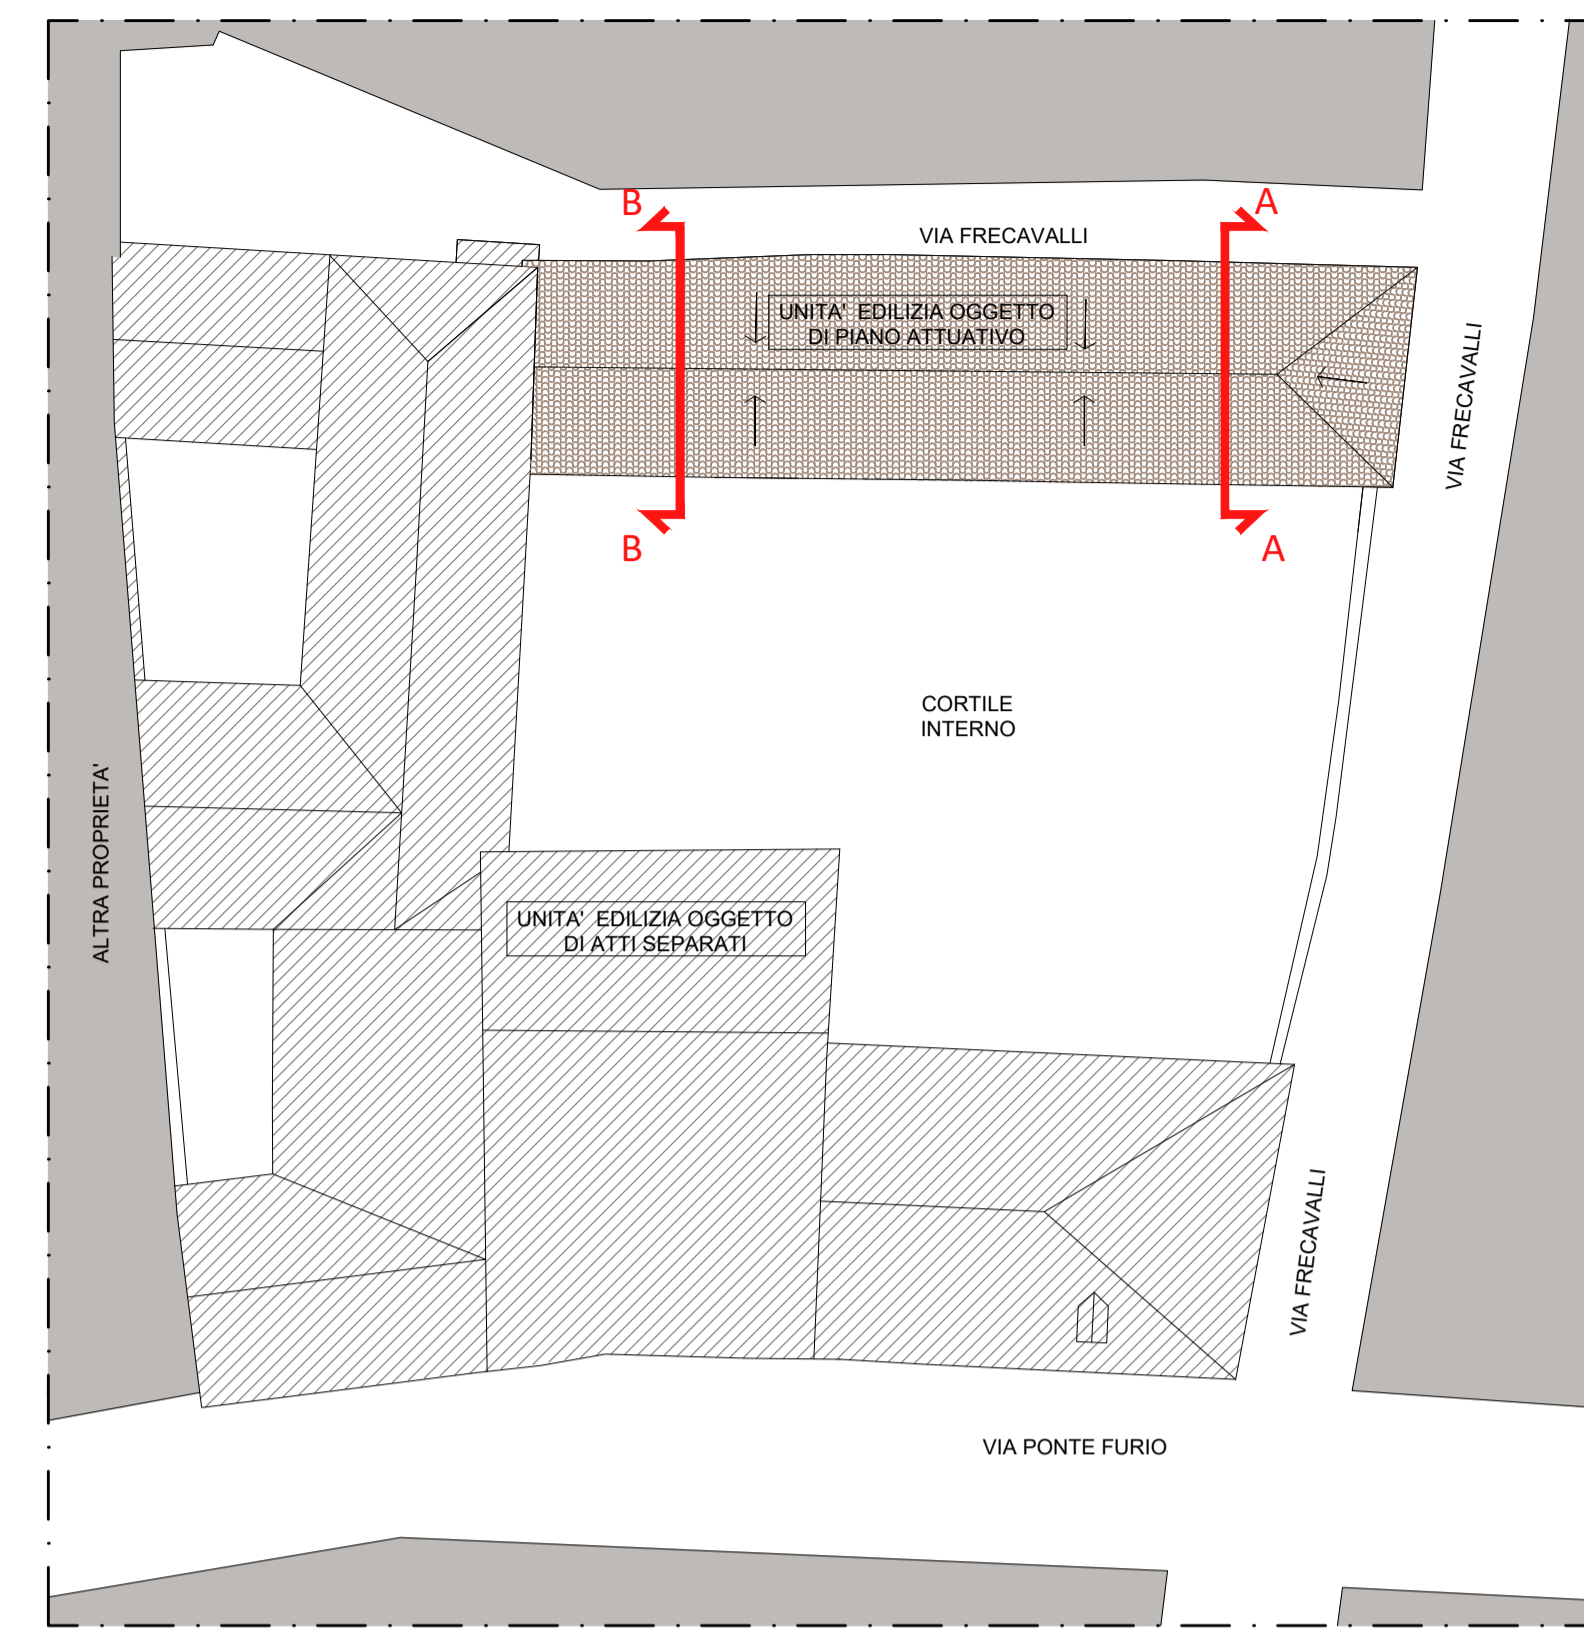 B
A
VIA FRECAVALLI
UNITA' EDILIZIA OGGETTO
DI PIANO ATTUATIVO
VIA FRECAVALLI
B
A
CORTILE
INTERNO
ALTRA PROPRIETA'
UNITA' EDILIZIA OGGETTO
DI ATTI SEPARATI
VIA FRECAVALLI
VIA PONTE FURIO